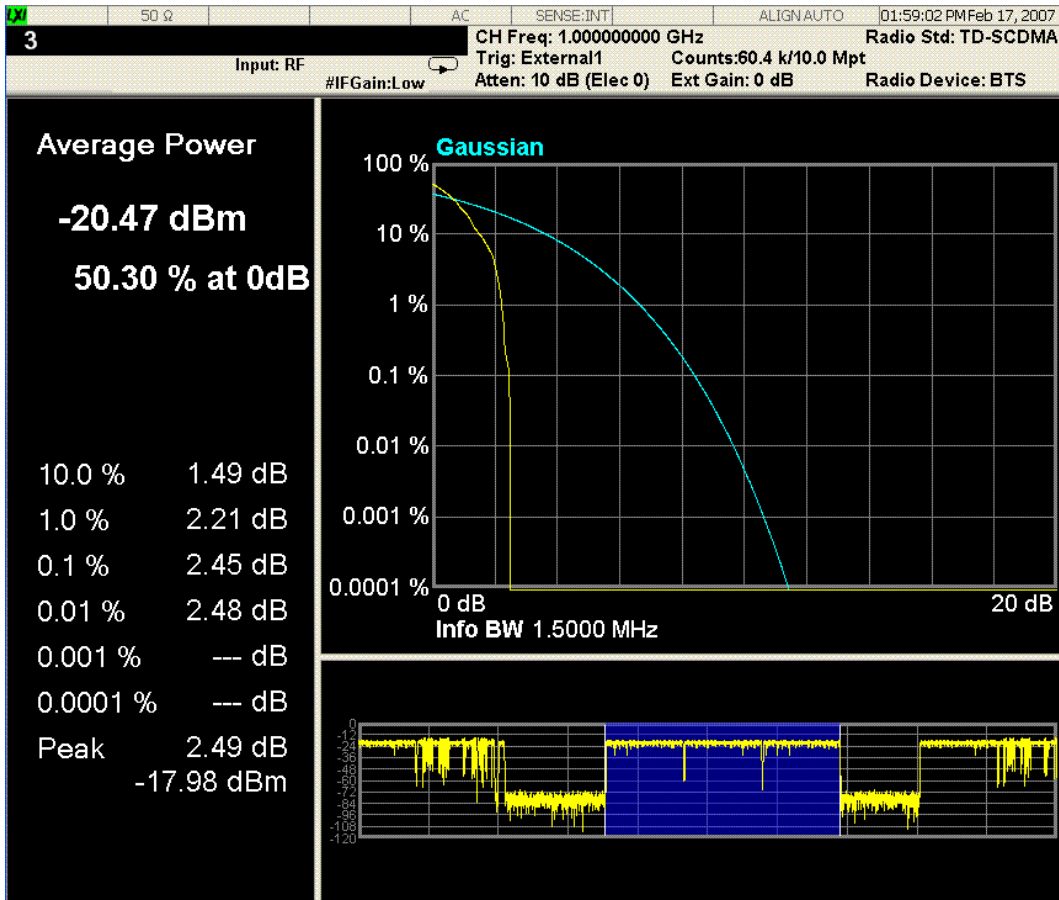 LXI 50 Ω AC SENSE:INT ALIGN AUTO 01:59:02 PM Feb 17, 2007
3
CH Freq: 1.000000000 GHz Radio Std: TD-SCDMA
Input: RF Trig: External1 Counts:60.4 k/10.0 Mpt
#IFGain:Low Atten: 10 dB (Elec 0) Ext Gain: 0 dB Radio Device: BTS
Average Power
-20.47 dBm
50.30 % at 0dB
10.0 % 1.49 dB
1.0 % 2.21 dB
0.1 % 2.45 dB
0.01 % 2.48 dB
0.001 % --- dB
0.0001 % --- dB
Peak 2.49 dB
-17.98 dBm
Gaussian
100 %
10 %
1 %
0.1 %
0.01 %
0.001 %
0.0001 %
0 dB 20 dB
Info BW 1.5000 MHz
0
-12
-24
-36
-48
-60
-72
-84
-96
-108
-120